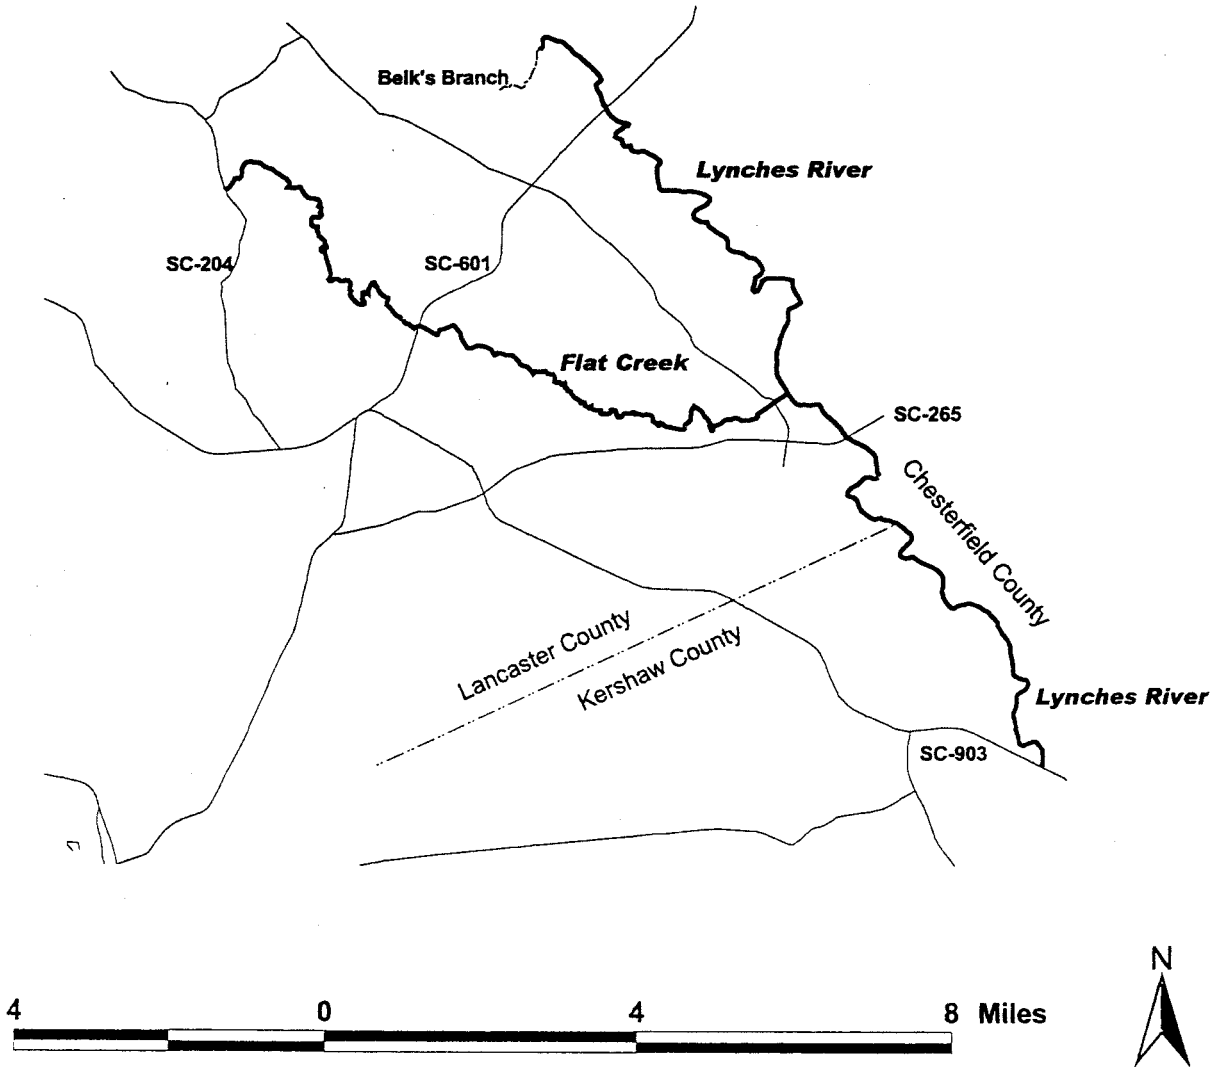 Belk's Branch
Lynches River
SC-204
SC-601
Flat Creek
SC-265
Chesterfield County
Lancaster County
Kershaw County
Lynches River
SC-903
N
4 0 4 8 Miles